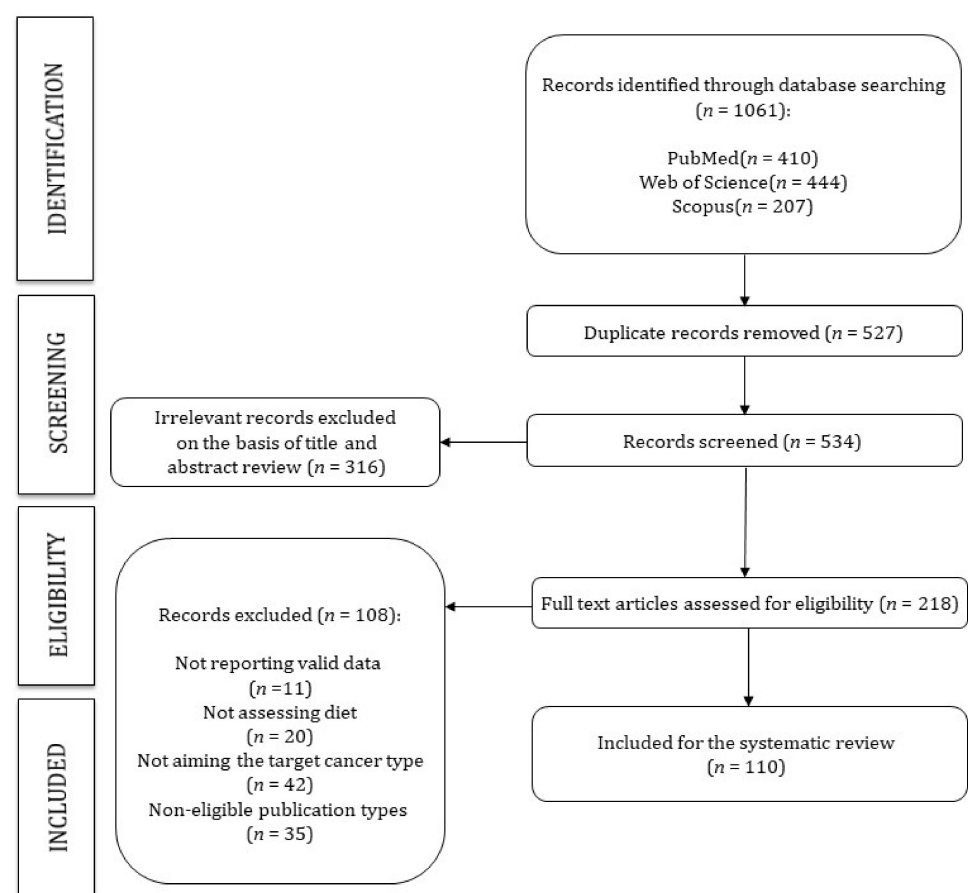 IDENTIFICATION
Records identified through database searching
(n = 1061):
PubMed(n = 410)
Web of Science(n = 444)
Scopus(n = 207)
Duplicate records removed (n = 527)
SCREENING
Irrelevant records excluded
on the basis of title and
abstract review (n = 316)
Records screened (n = 534)
ELIGIBILITY
Full text articles assessed for eligibility (n = 218)
Records excluded (n = 108):
Not reporting valid data
(n =11)
Not assessing diet
(n = 20)
Not aiming the target cancer type
(n = 42)
Non-eligible publication types
(n = 35)
INCLUDED
Included for the systematic review
(n = 110)